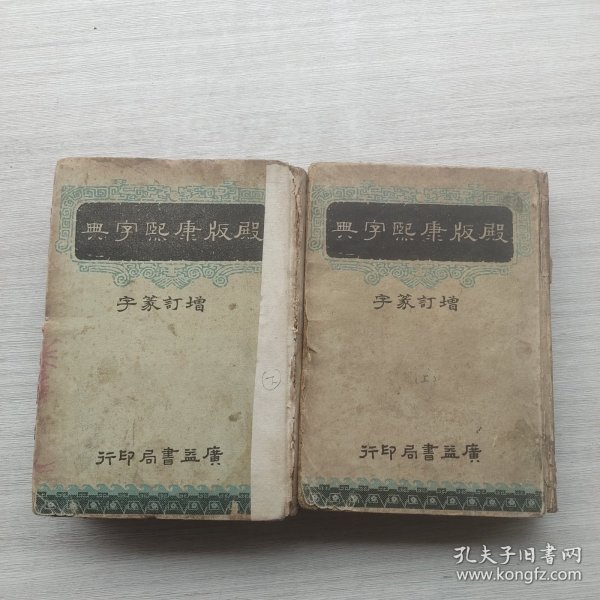 殿版康熙字典
增訂篆字
下
廣益書局印行
殿版康熙字典
增訂篆字
(上)
廣益書局印行
孔夫子旧书网
www.kongfz.com